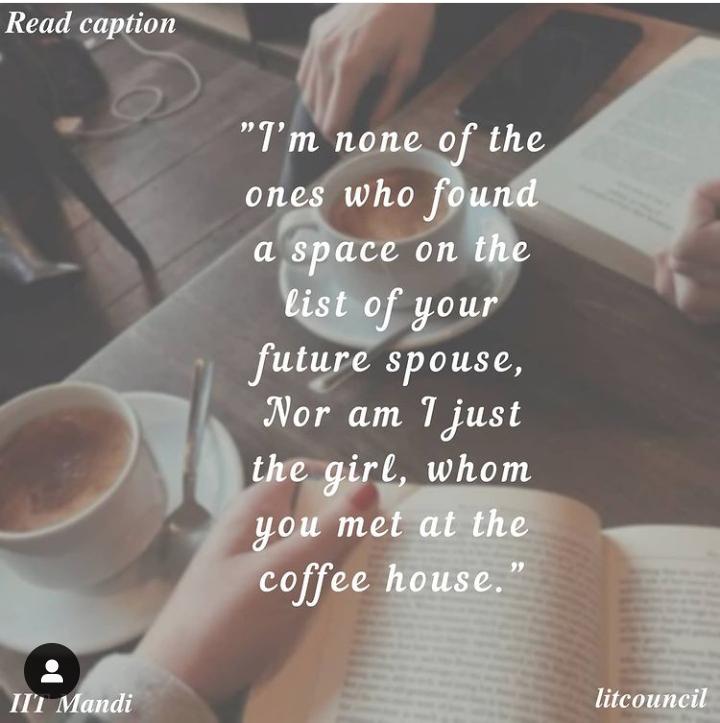 Read caption
"I'm none of the
ones who found
a space on the
list of your
future spouse,
Nor am I just
the girl, whom
you met at the
coffee house."
IIT Mandi
litcouncil